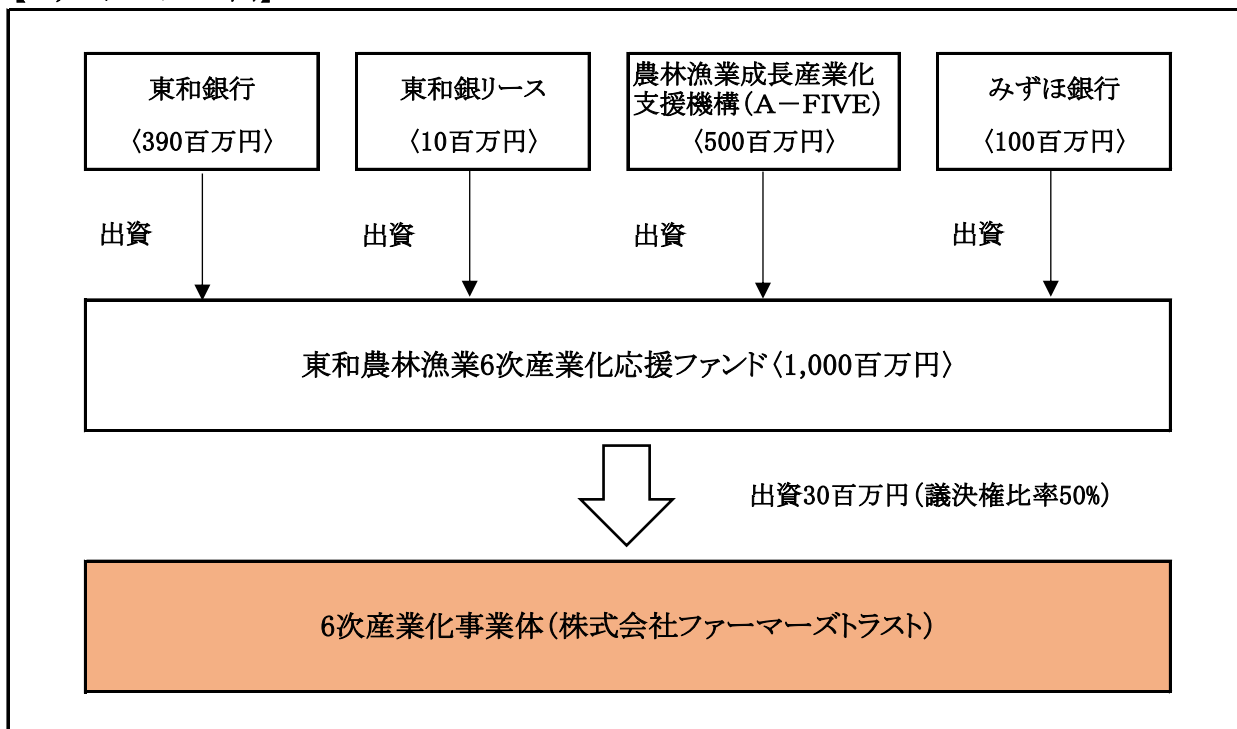 東和銀行
〈390百万円〉
東和銀リース
〈10百万円〉
農林漁業成長産業化
支援機構(A-FIVE)
〈500百万円〉
みずほ銀行
〈100百万円〉
出資
出資
出資
出資
東和農林漁業6次産業化応援ファンド〈1,000百万円〉
出資30百万円(議決権比率50%)
6次産業化事業体(株式会社ファーマーズトラスト)